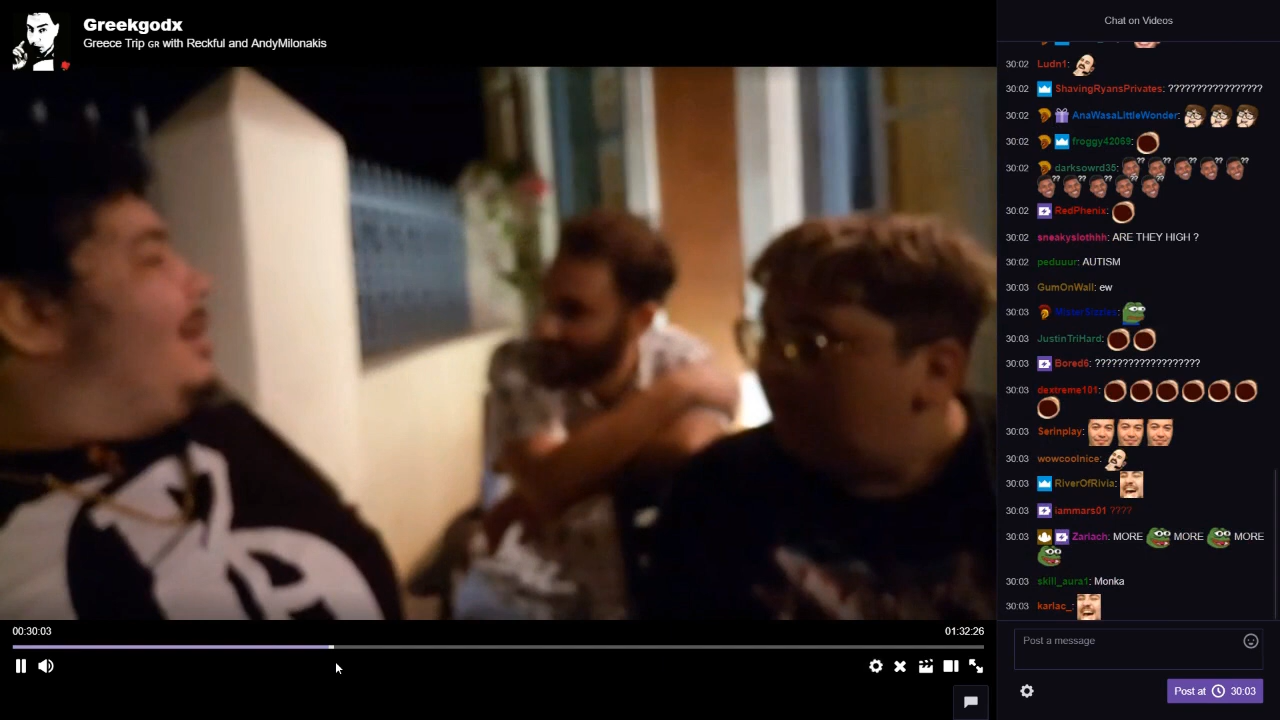 Greekgodx
Greece Trip GR with Reckful and AndyMilonakis
00:30:03
01:32:26
Chat on Videos
30:02 Ludn1:
30:02 ShavingRyansPrivates: ?????????????????
30:02 AnaWasaLittleWonder:
30:02 froggy42069:
30:02 darksowrd35: ?? ?? ?? ?? ??
?? ?? ?? ?? ??
30:02 RedPhenix:
30:02 sneakyslothhh: ARE THEY HIGH ?
30:02 peduuur: AUTISM
30:03 GumOnWall: ew
30:03
30:03 JustinTriHard:
30:03 Bored6: ???????????????????
30:03 dextreme101:
30:03 Serinplay:
30:03 wowcoolnice:
30:03 RiverOfRivia:
30:03 iammars01 ????
30:03 Zariach: MORE MORE MORE
30:03 skill_aura1: Monka
30:03 karlac_:
Post a message
Post at 30:03